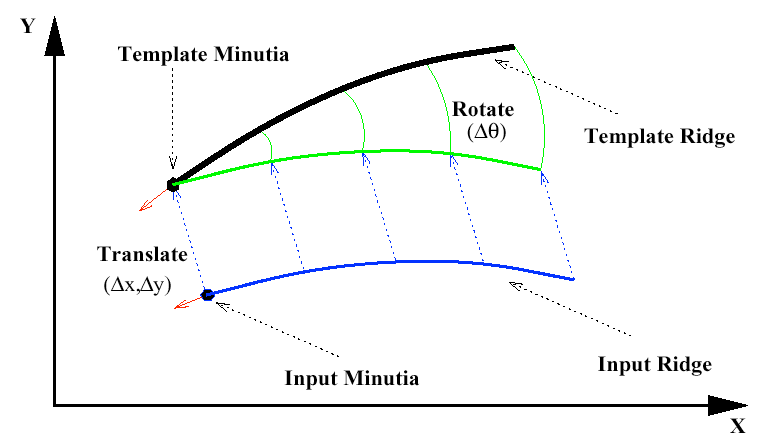 Y
Template Minutia
Rotate
(Δθ)
Template Ridge
Translate
(Δx,Δy)
Input Minutia
Input Ridge
X